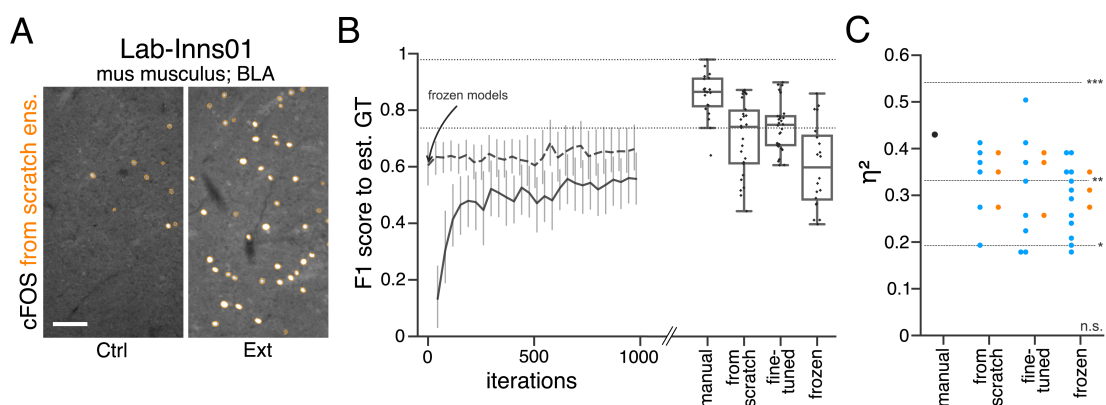 A
Lab-Inns01
mus musculus; BLA
cFOS from scratch ens.
Ctrl
Ext
B
F1 score to est. GT
1
0.8
0.6
0.4
0.2
0
frozen models
0
500
1000
iterations
manual
from
scratch
fine-
tuned
frozen
C
η²
0.6
0.5
0.4
0.3
0.2
0.1
0
***
**
*
n.s.
manual
from
scratch
fine-
tuned
frozen